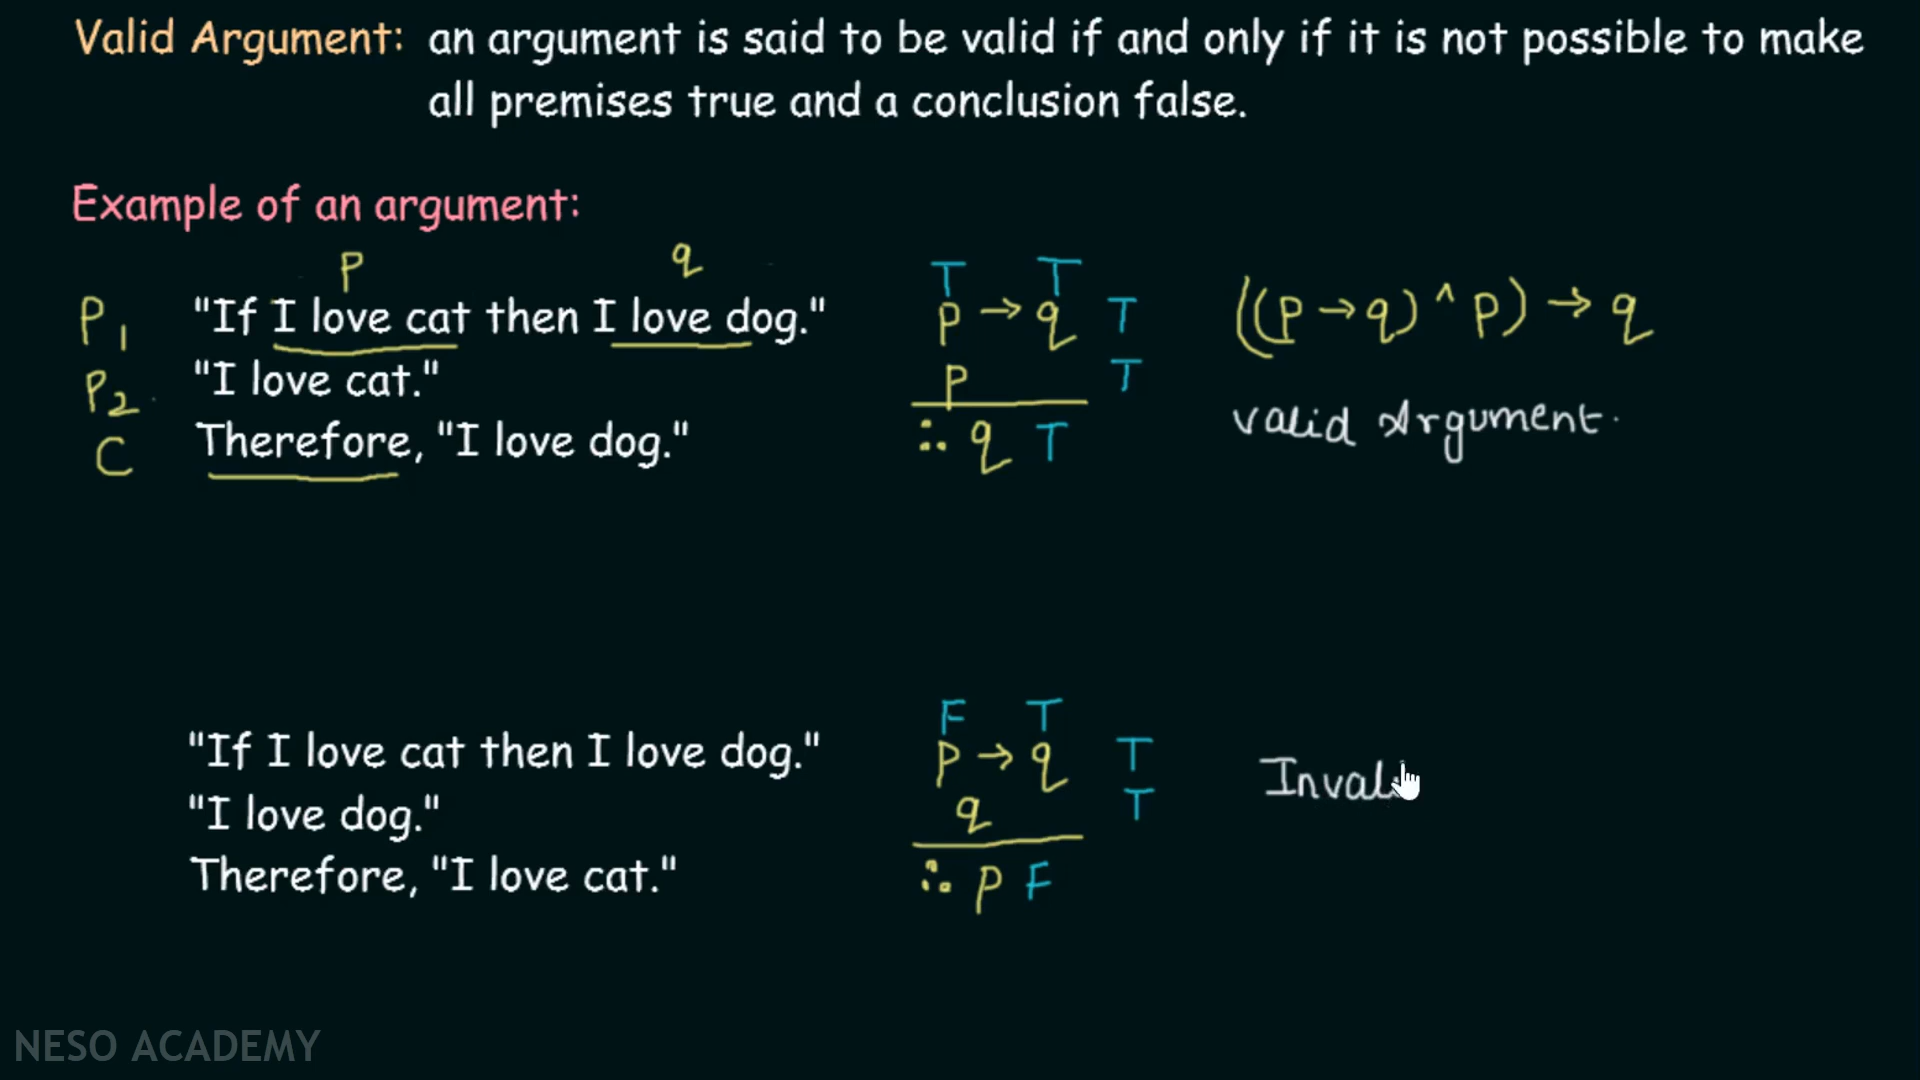 Valid Argument: an argument is said to be valid if and only if it is not possible to make
all premises true and a conclusion false.
Example of an argument:
P q
P1 "If I love cat then I love dog."
P2 "I love cat."
C Therefore, "I love dog."
T T
p → q T
p T
∴ q T
((p → q) ^ p) → q
Valid Argument.
"If I love cat then I love dog."
"I love dog."
Therefore, "I love cat."
F T
p → q T
q T
∴ p F
Invali
NESO ACADEMY